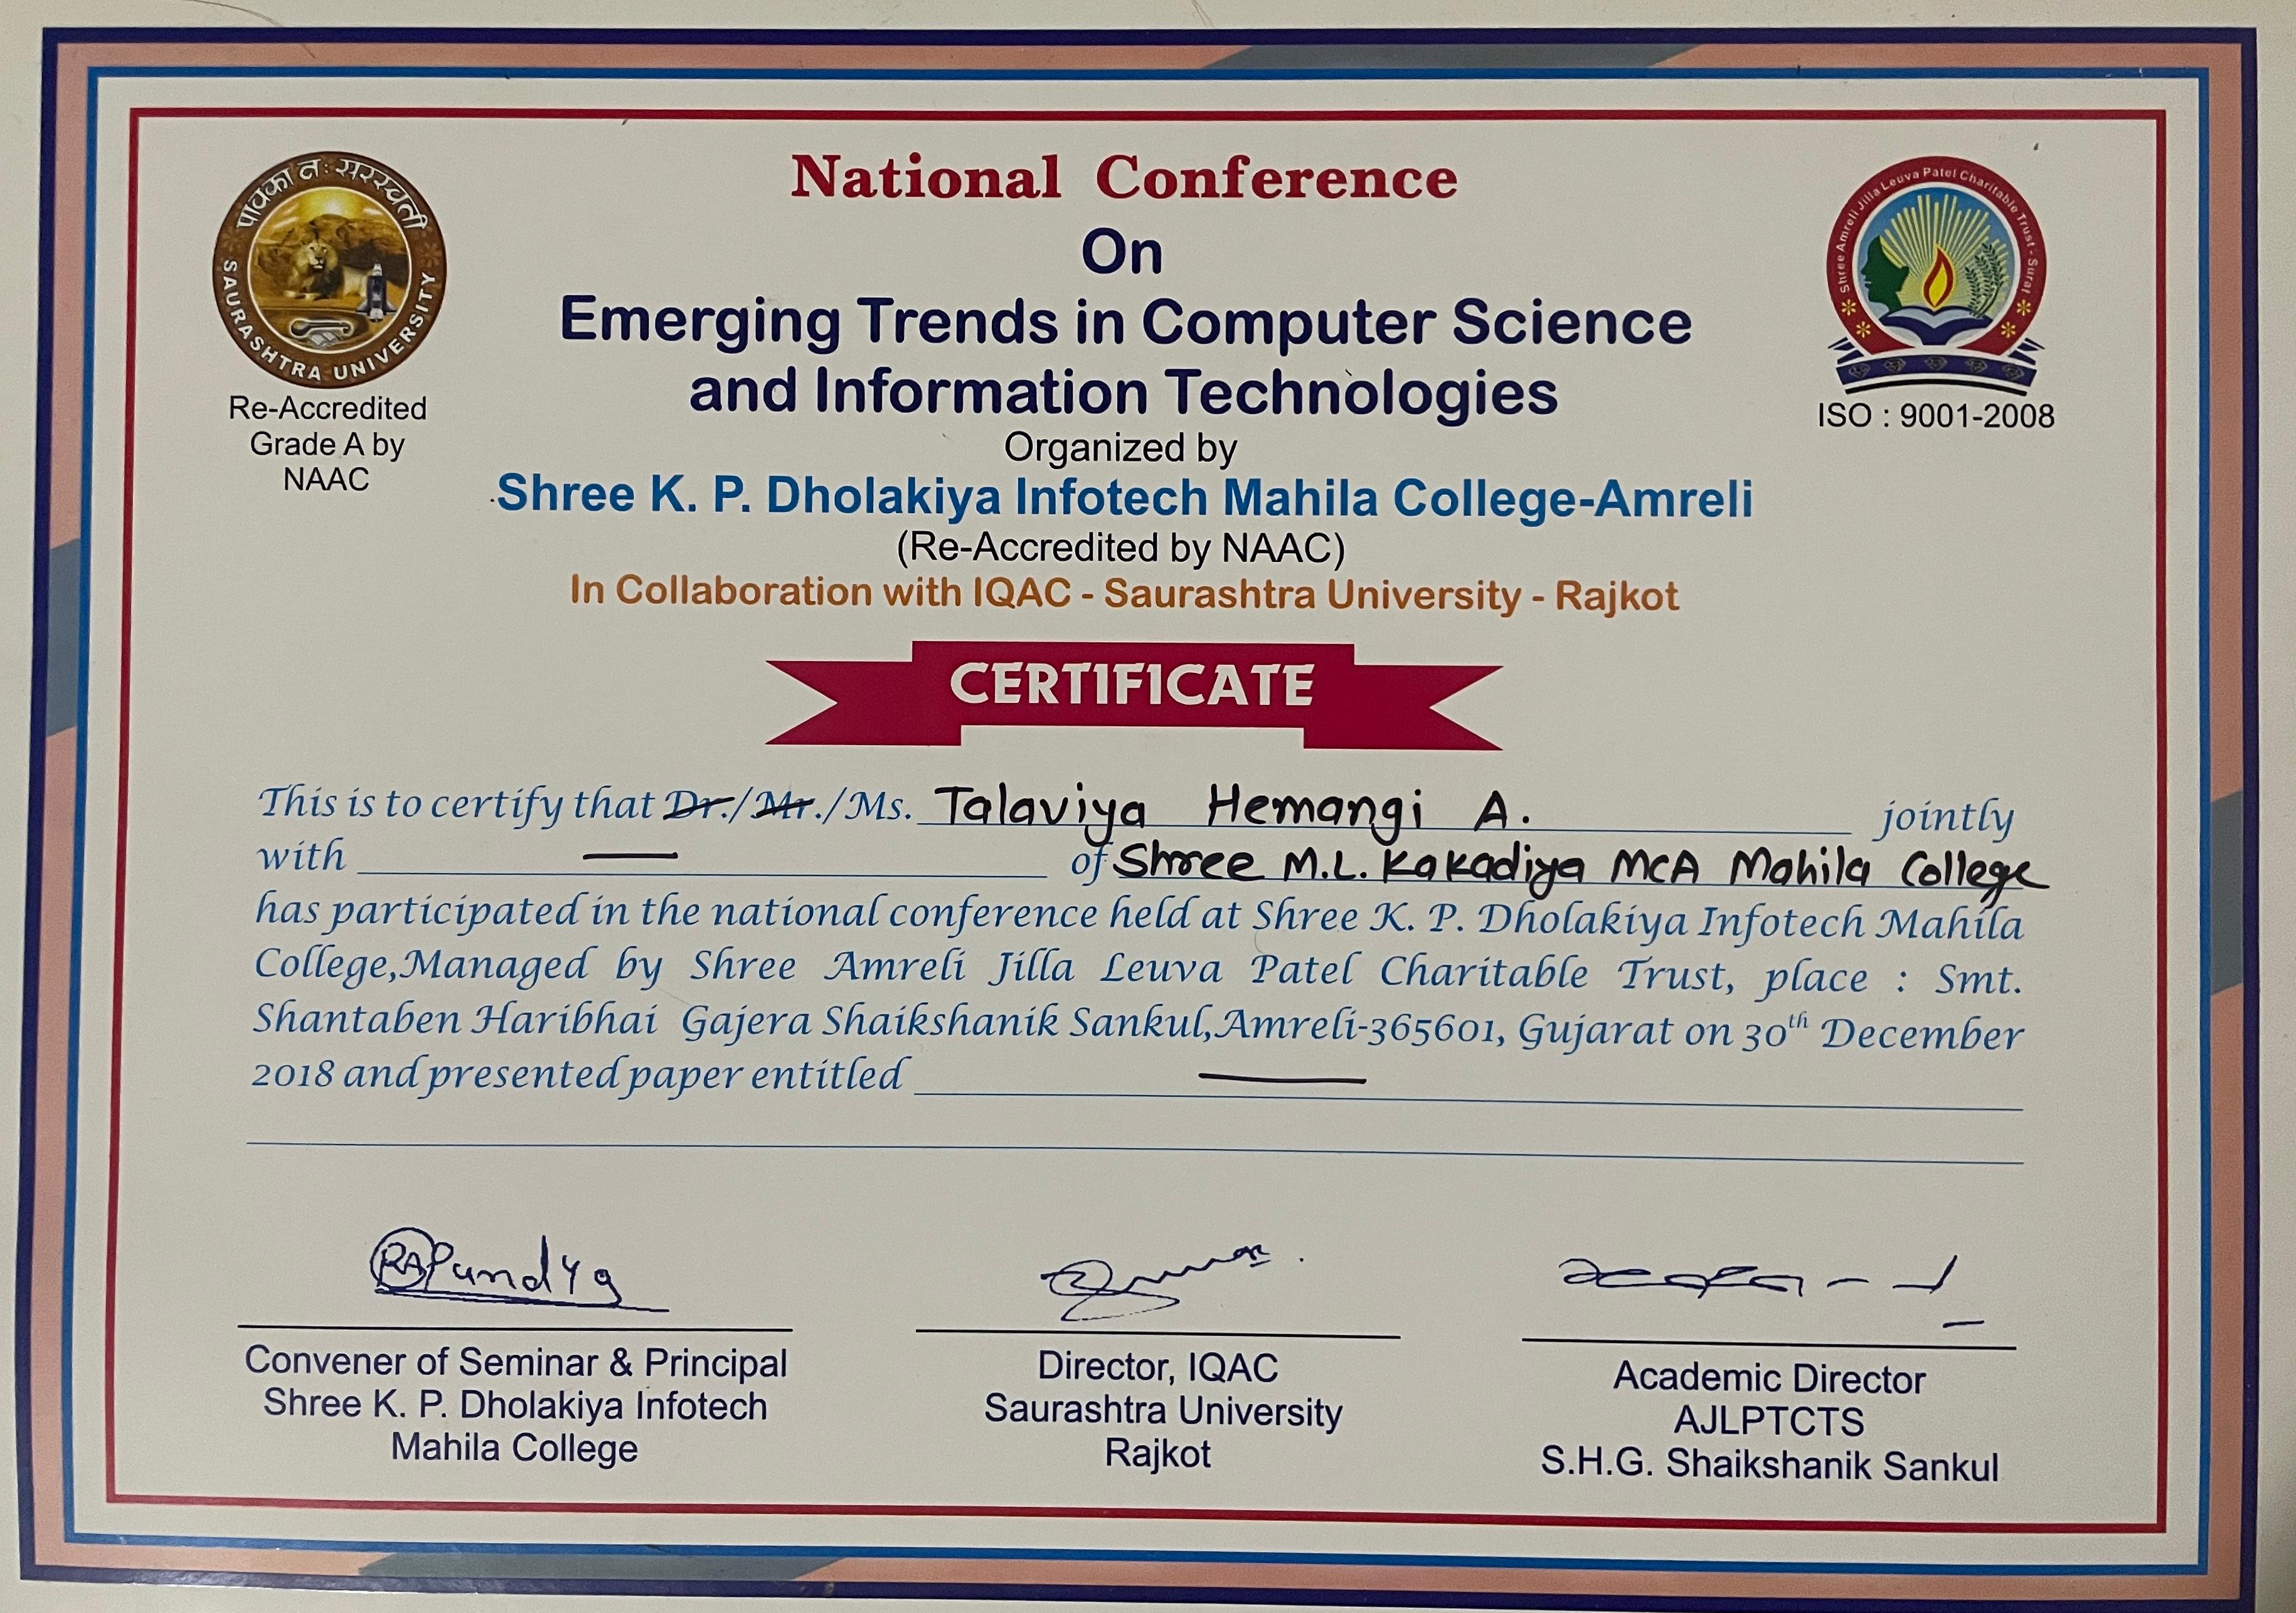 National Conference
On
Emerging Trends in Computer Science
and Information Technologies
Organized by
Shree K. P. Dholakiya Infotech Mahila College-Amreli
(Re-Accredited by NAAC)
In Collaboration with IQAC - Saurashtra University - Rajkot
पावका नः सरस्वती
SAURASHTRA UNIVERSITY
Re-Accredited
Grade A by
NAAC
Shree Amreli Jilla Leuva Patel Charitable Trust - Surat
ISO : 9001-2008
CERTIFICATE
This is to certify that Dr./Mr./Ms. Talaviya Hemangi A. jointly
with — of Shree M.L. Kakadiya MCA Mahila College
has participated in the national conference held at Shree K. P. Dholakiya Infotech Mahila
College,Managed by Shree Amreli Jilla Leuva Patel Charitable Trust, place : Smt.
Shantaben Haribhai Gajera Shaikshanik Sankul,Amreli-365601, Gujarat on 30th December
2018 and presented paper entitled —
RAPandya
Convener of Seminar & Principal
Shree K. P. Dholakiya Infotech
Mahila College
Director, IQAC
Saurashtra University
Rajkot
Academic Director
AJLPTCTS
S.H.G. Shaikshanik Sankul